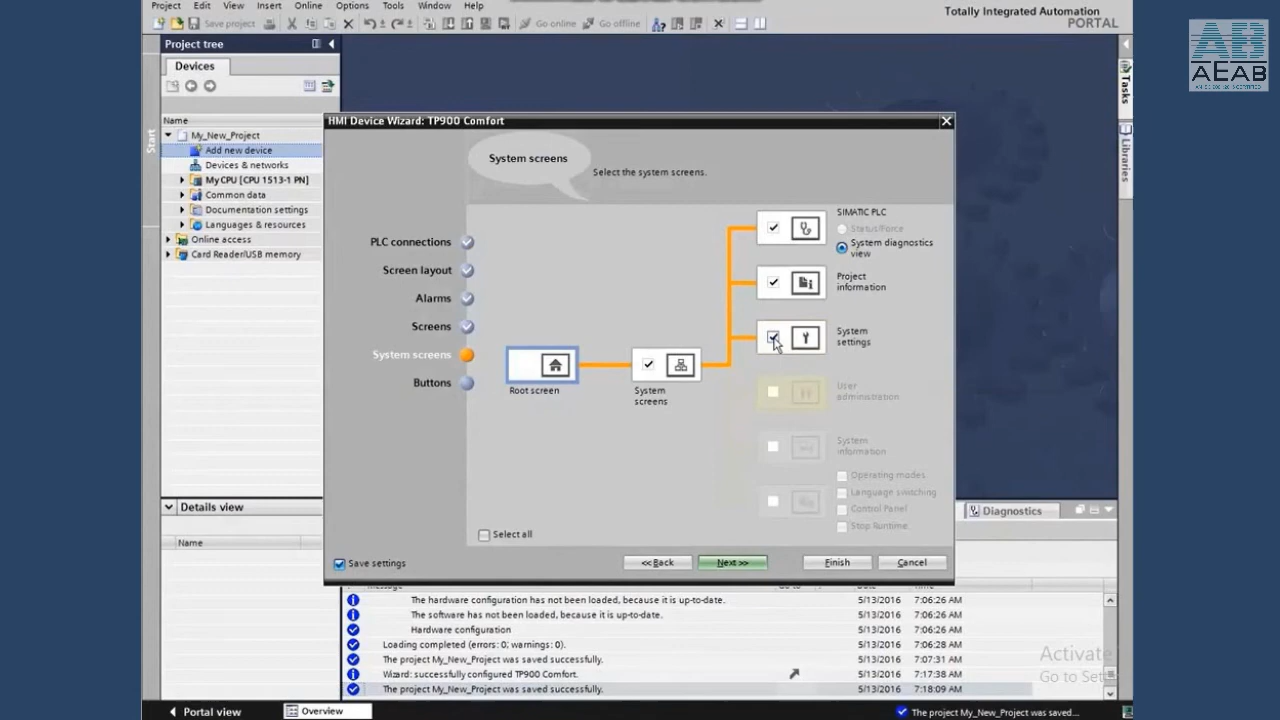 Project Edit View Insert Online Options Tools Window Help
Totally Integrated Automation
PORTAL
Save project Go online Go offline
Project tree
Devices
Name
My_New_Project
Add new device
Devices & networks
My CPU [CPU 1513-1 PN]
Common data
Documentation settings
Languages & resources
Online access
Card Reader/USB memory
Start
Details view
Name
HMI Device Wizard: TP900 Comfort
System screens
Select the system screens.
PLC connections
Screen layout
Alarms
Screens
System screens
Buttons
Root screen
System
screens
SIMATIC PLC
Status/Force
System diagnostics
view
Project
information
System
settings
User
administration
System
information
Operating modes
Language switching
Control Panel
Stop Runtime
Select all
Save settings
<<Back Next>> Finish Cancel
Diagnostics
The hardware configuration has not been loaded, because it is up-to-date. 5/13/2016 7:06:26 AM
The software has not been loaded, because it is up-to-date. 5/13/2016 7:06:26 AM
Hardware configuration 5/13/2016 7:06:26 AM
Loading completed (errors: 0; warnings: 0). 5/13/2016 7:06:28 AM
The project My_New_Project was saved successfully. 5/13/2016 7:07:31 AM
Wizard: successfully configured TP900 Comfort. 5/13/2016 7:17:38 AM
The project My_New_Project was saved successfully. 5/13/2016 7:18:09 AM
Activate
Go to Set
Portal view Overview The project My_New_Project was saved...
Tasks
Libraries
AEAB